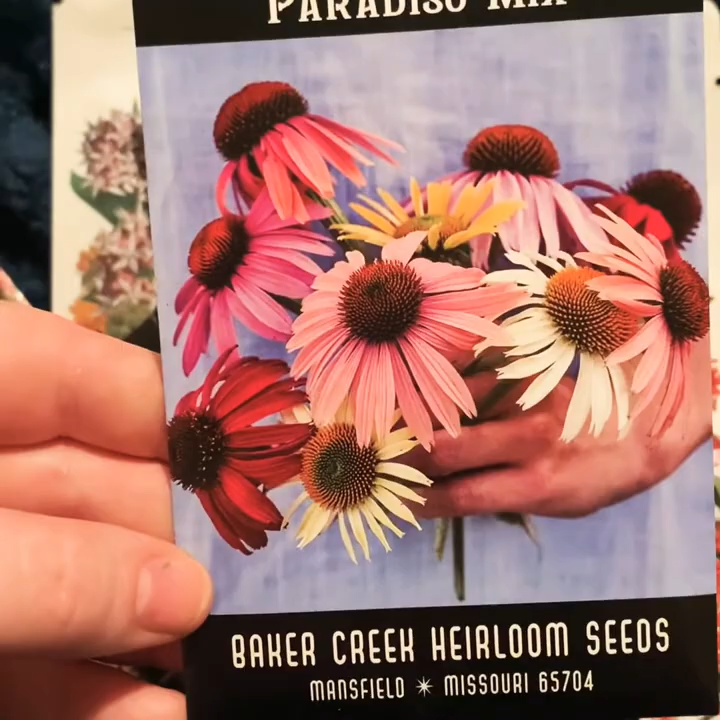 PARADISO MIX
BAKER CREEK HEIRLOOM SEEDS
MANSFIELD ✴ MISSOURI 65704